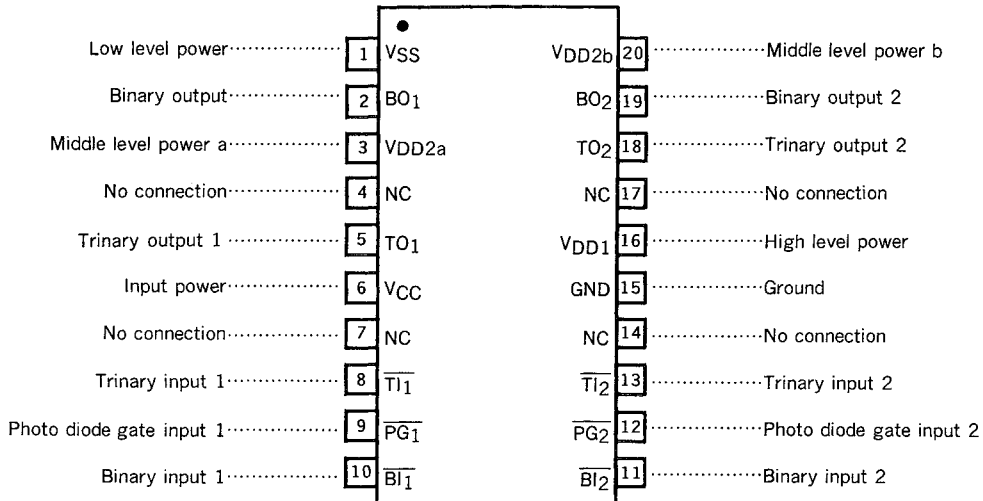 Low level power 1 VSS VDD2b 20 Middle level power b
Binary output 2 BO1 BO2 19 Binary output 2
Middle level power a 3 VDD2a TO2 18 Trinary output 2
No connection 4 NC NC 17 No connection
Trinary output 1 5 TO1 VDD1 16 High level power
Input power 6 VCC GND 15 Ground
No connection 7 NC NC 14 No connection
Trinary input 1 8 TI1 TI2 13 Trinary input 2
Photo diode gate input 1 9 PG1 PG2 12 Photo diode gate input 2
Binary input 1 10 BI1 BI2 11 Binary input 2